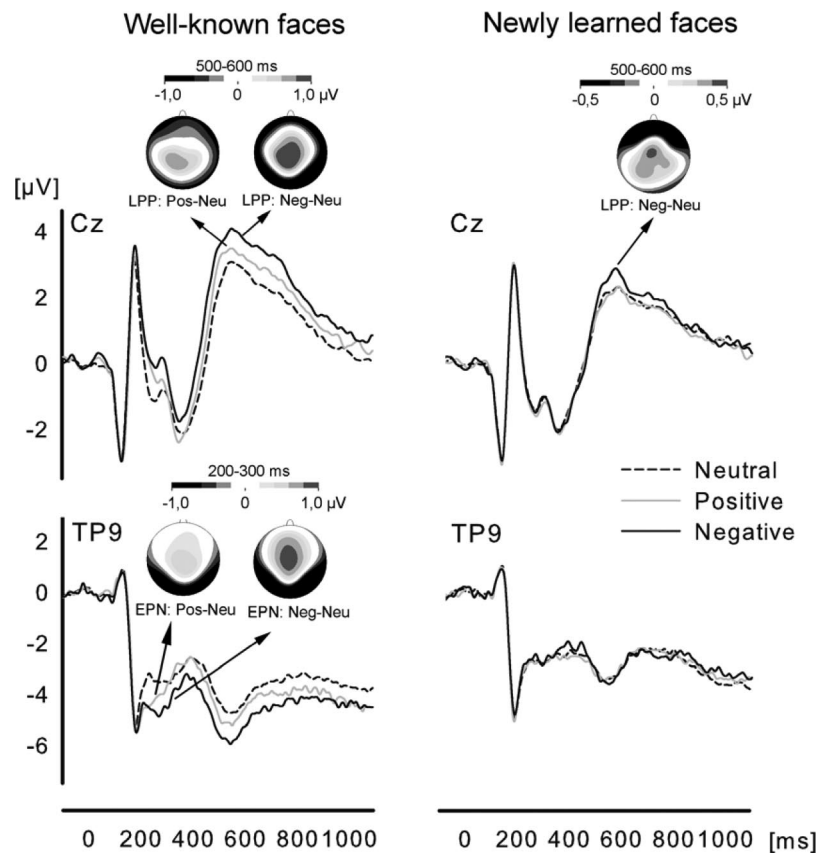 Well-known faces
Newly learned faces
500-600 ms
-1,0 0 1,0 µV
500-600 ms
-0,5 0 0,5 µV
LPP: Pos-Neu LPP: Neg-Neu
LPP: Neg-Neu
[µV]
Cz
4
2
0
-2
Cz
200-300 ms
-1,0 0 1,0 µV
Neutral
Positive
Negative
TP9
2
0
-2
-4
-6
EPN: Pos-Neu EPN: Neg-Neu
TP9
0 200 400 600 800 1000
0 200 400 600 800 1000 [ms]